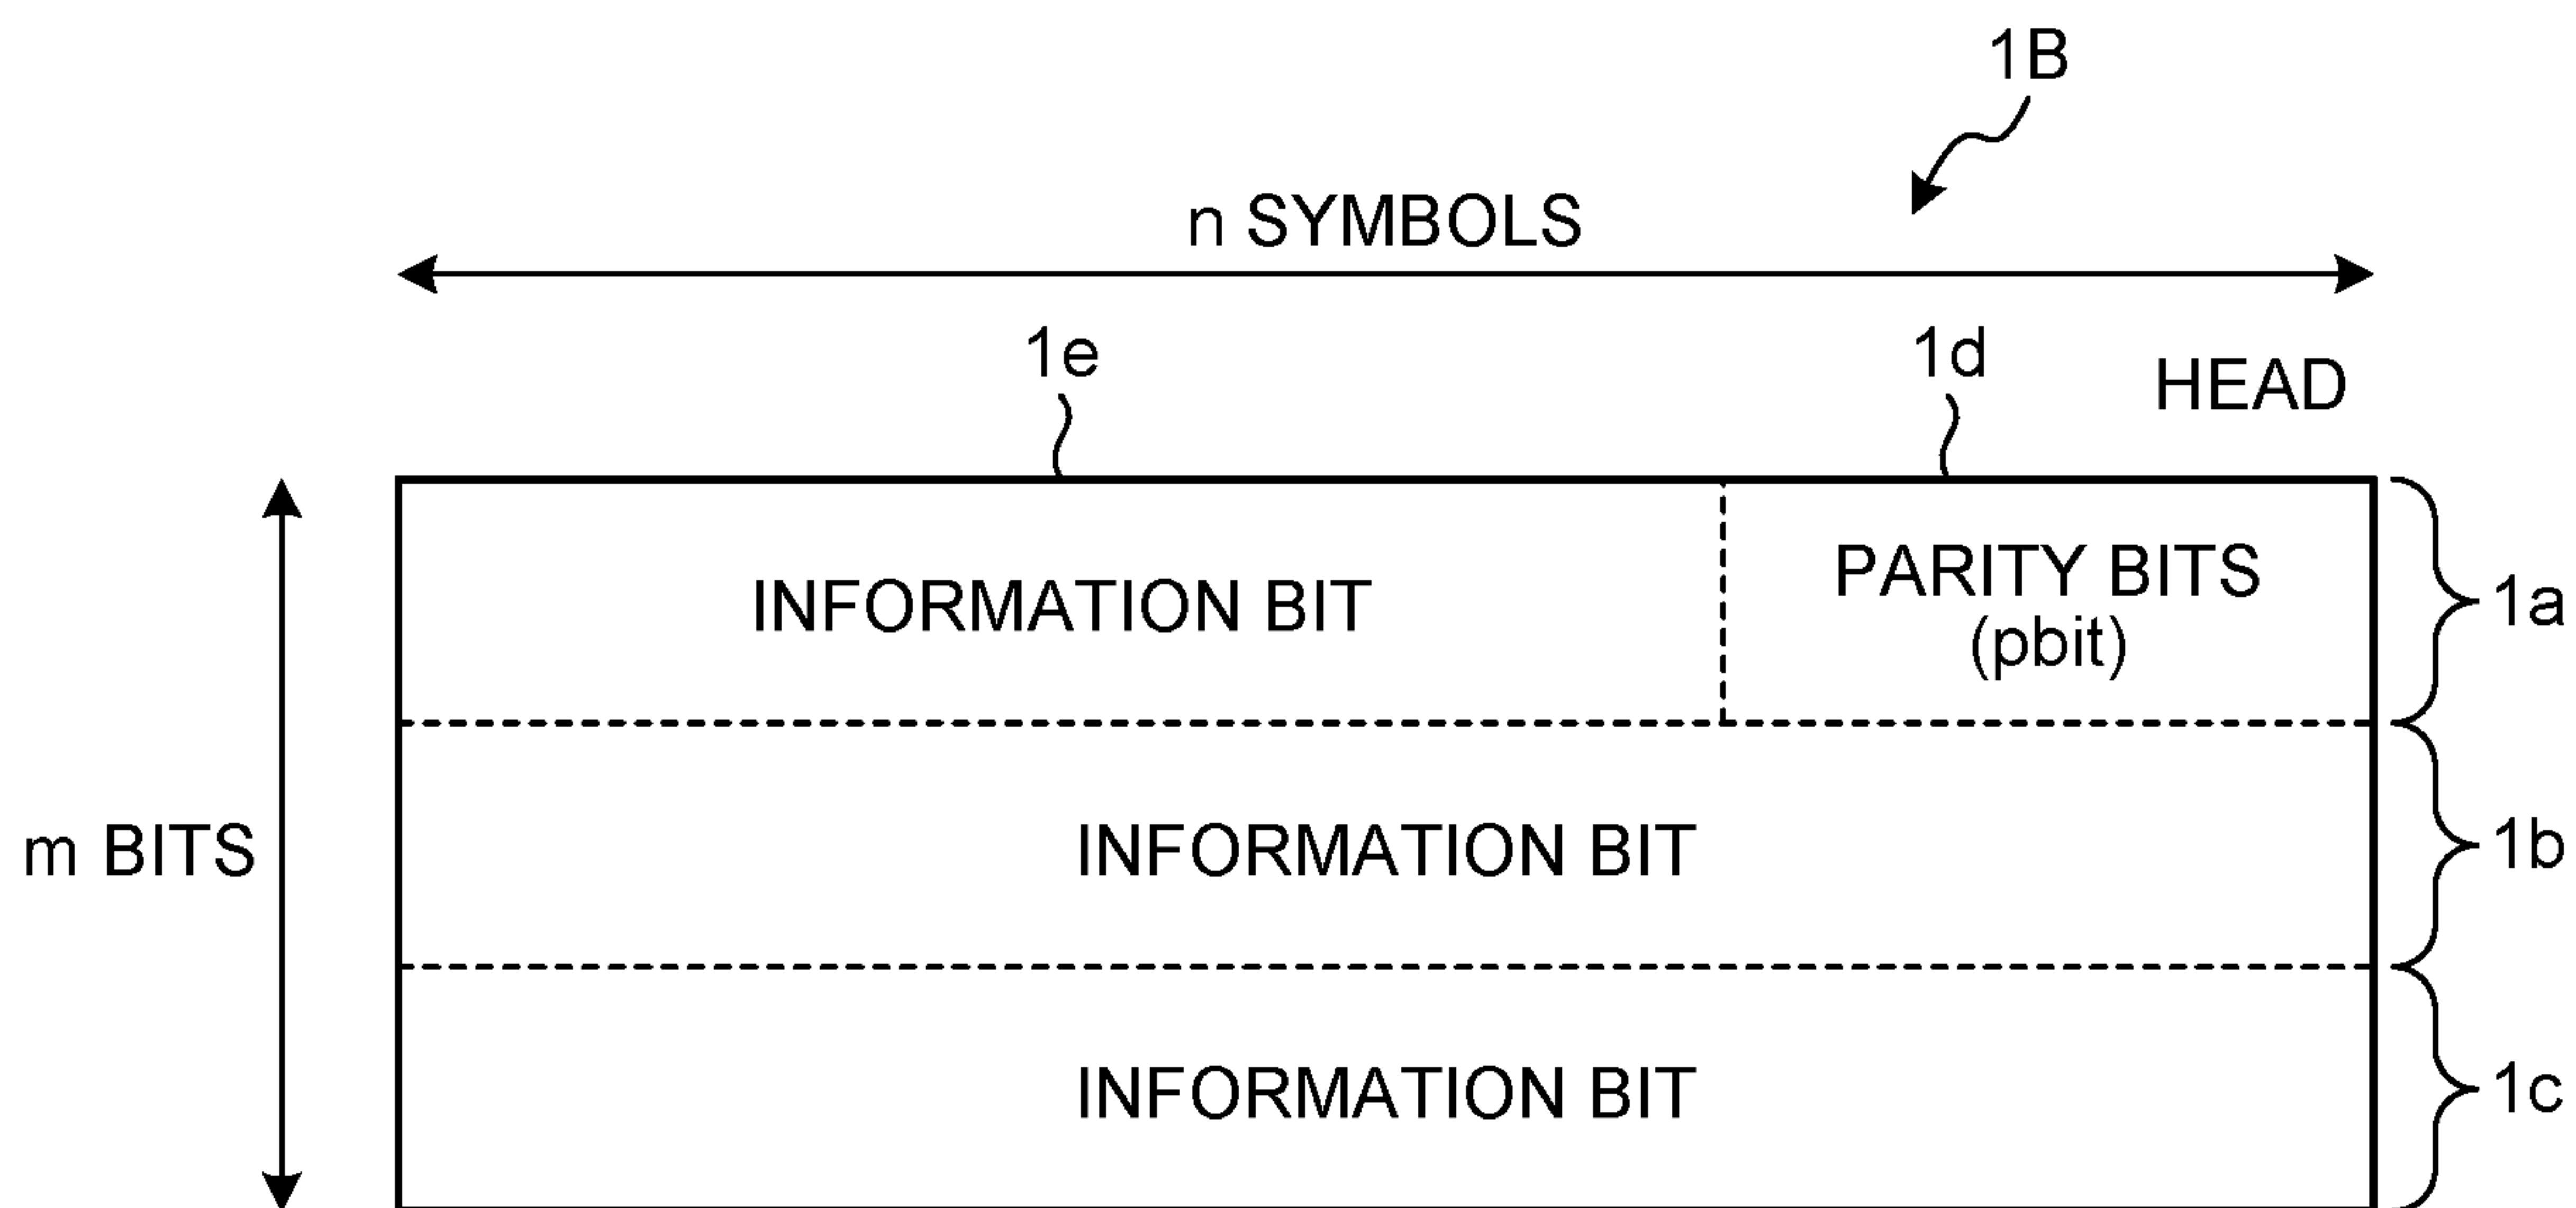 1B
n SYMBOLS
1e
1d
HEAD
INFORMATION BIT
PARITY BITS
(pbit)
1a
m BITS
INFORMATION BIT
1b
INFORMATION BIT
1c